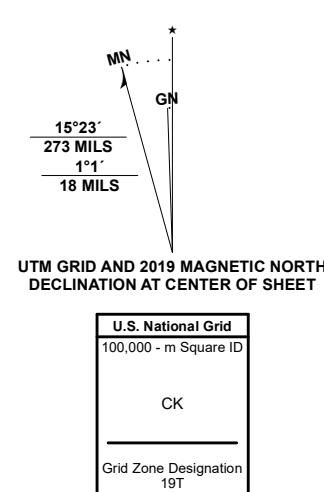 ★
MN
GN
15°23´
273 MILS
1°1´
18 MILS
UTM GRID AND 2019 MAGNETIC NORTH
DECLINATION AT CENTER OF SHEET
U.S. National Grid
100,000 - m Square ID
CK
Grid Zone Designation
19T